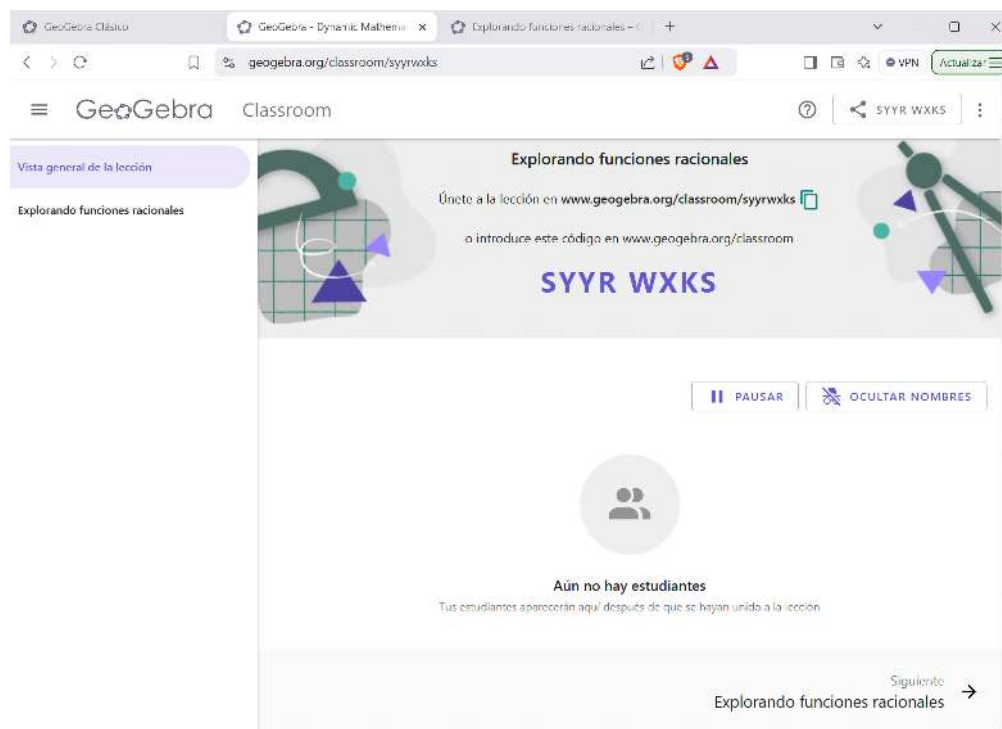 GeoGebra Clásico
GeoGebra - Dynamic Mathema
Explorando funciones racionales – G
geogebra.org/classroom/syyrwxks
VPN
Actualizar
GeoGebra Classroom
SYYR WXKS
Vista general de la lección
Explorando funciones racionales
Explorando funciones racionales
Únete a la lección en www.geogebra.org/classroom/syyrwxks
o introduce este código en www.geogebra.org/classroom
SYYR WXKS
PAUSAR
OCULTAR NOMBRES
Aún no hay estudiantes
Tus estudiantes aparecerán aquí después de que se hayan unido a la lección
Siguiente
Explorando funciones racionales